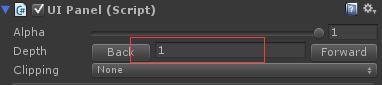 UI Panel (Script)
Alpha 1
Depth Back 1 Forward
Clipping None